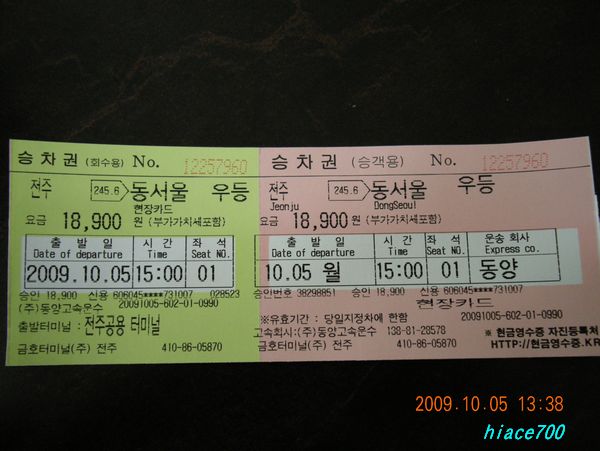 승 차 권 (회수용) No. 12257960
전주 245.6 동서울 우등
현장카드
요금 18,900 원 (부가가치세포함)
출 발 일 시 간 좌 석
Date of departure Time Seat NO.
2009.10.05 15:00 01
승인 18,900 신용 606045****731007 028523
(주)동양고속운수 20091005-602-01-0990
출발터미널 : 전주공용 터미널
금호터미널(주) 전주 410-86-05870
승 차 권 (승객용) No. 12257960
전주 245.6 동서울 우등
Jeonju DongSeoul
요금 18,900 원 (부가가치세포함)
출 발 일 시 간 좌 석 운송 회사
Date of departure Time Seat NO. Express co.
10.05 월 15:00 01 동양
승인번호 38298851 신용 606045****731007
현장카드
※유효기간 : 당일지정차에 한함 20091005-602-01-0990
고속회사:(주)동양고속운수 138-81-28578
※ 현금영수증 자진등록처
금호터미널(주) 전주 410-86-05870 HTTP://현금영수증.KR
2009.10.05 13:38
hiace700